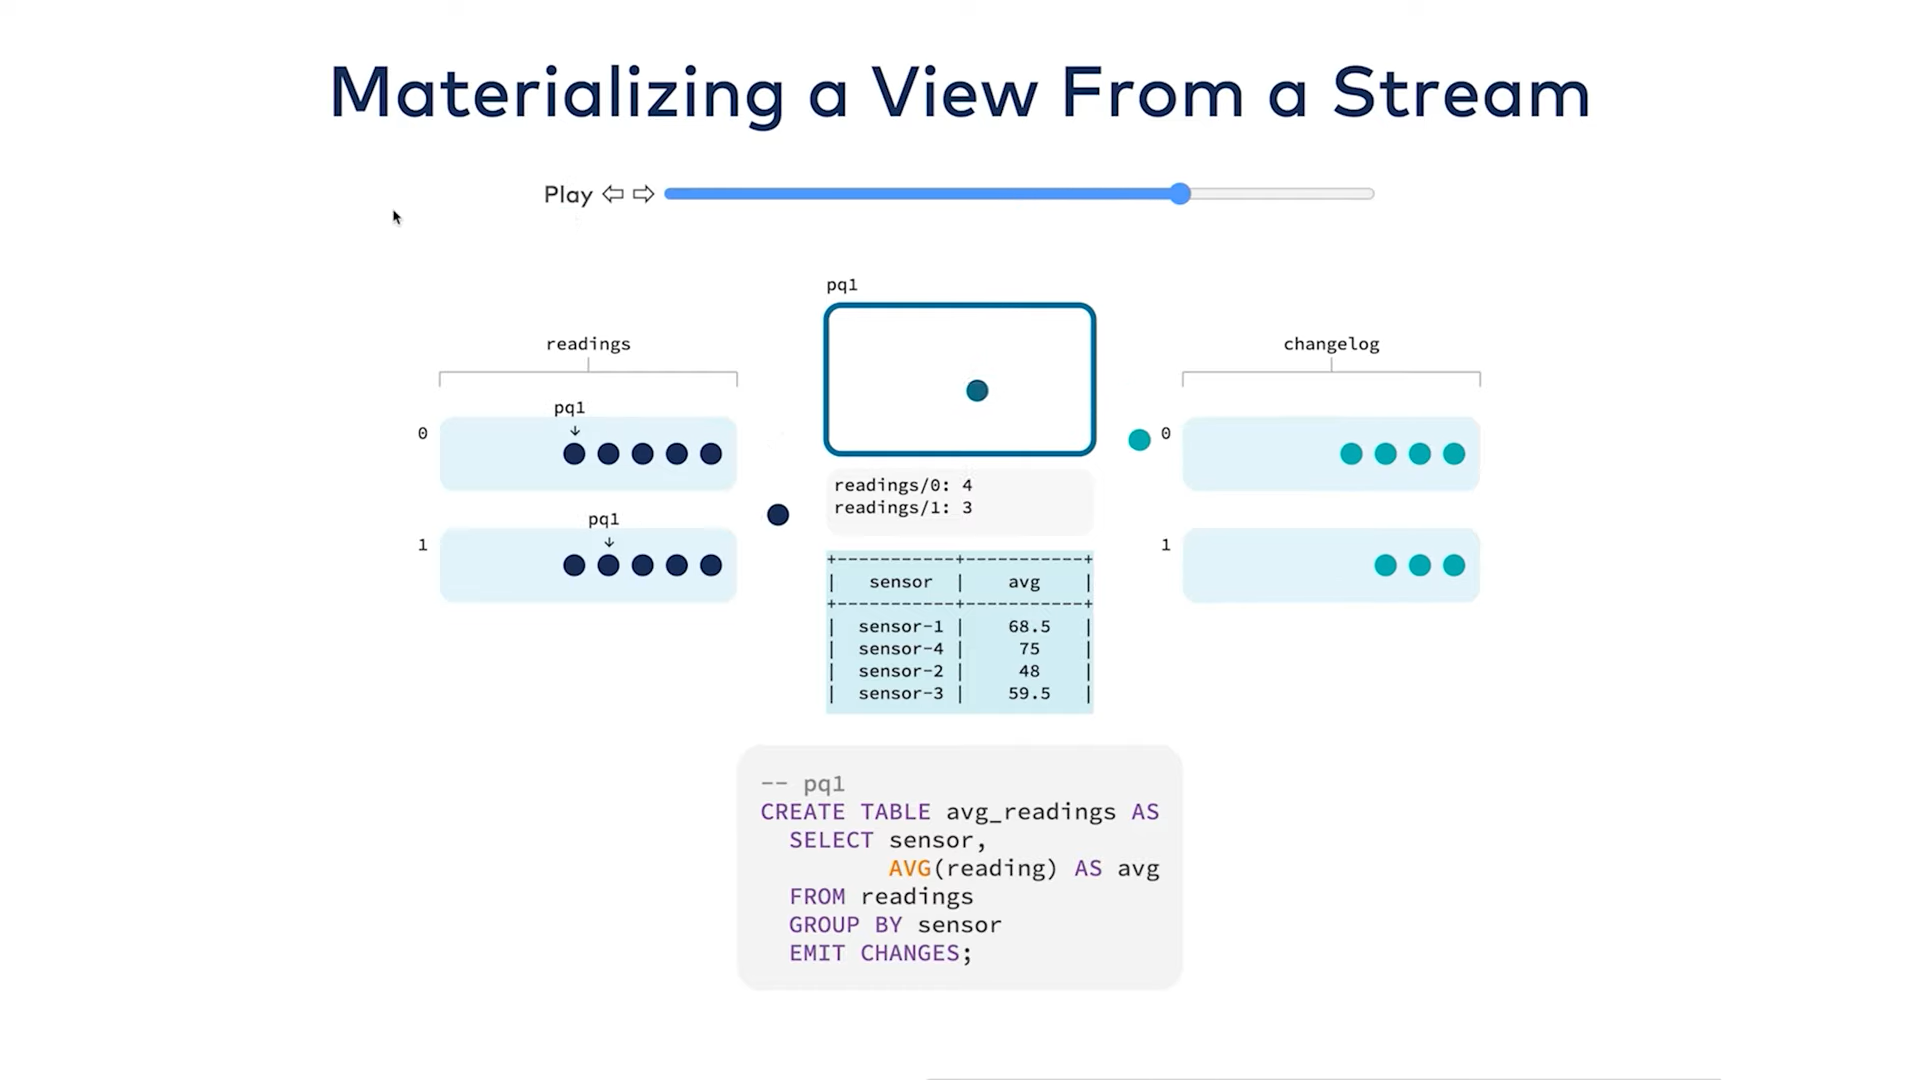 Materializing a View From a Stream
Play ⇦ ⇨
pq1
readings
changelog
pq1
0
0
readings/0: 4
readings/1: 3
pq1
1
1
+-----------+-----------+
| sensor | avg |
+-----------+-----------+
| sensor-1 | 68.5 |
| sensor-4 | 75 |
| sensor-2 | 48 |
| sensor-3 | 59.5 |
-- pq1
CREATE TABLE avg_readings AS
SELECT sensor,
AVG(reading) AS avg
FROM readings
GROUP BY sensor
EMIT CHANGES;